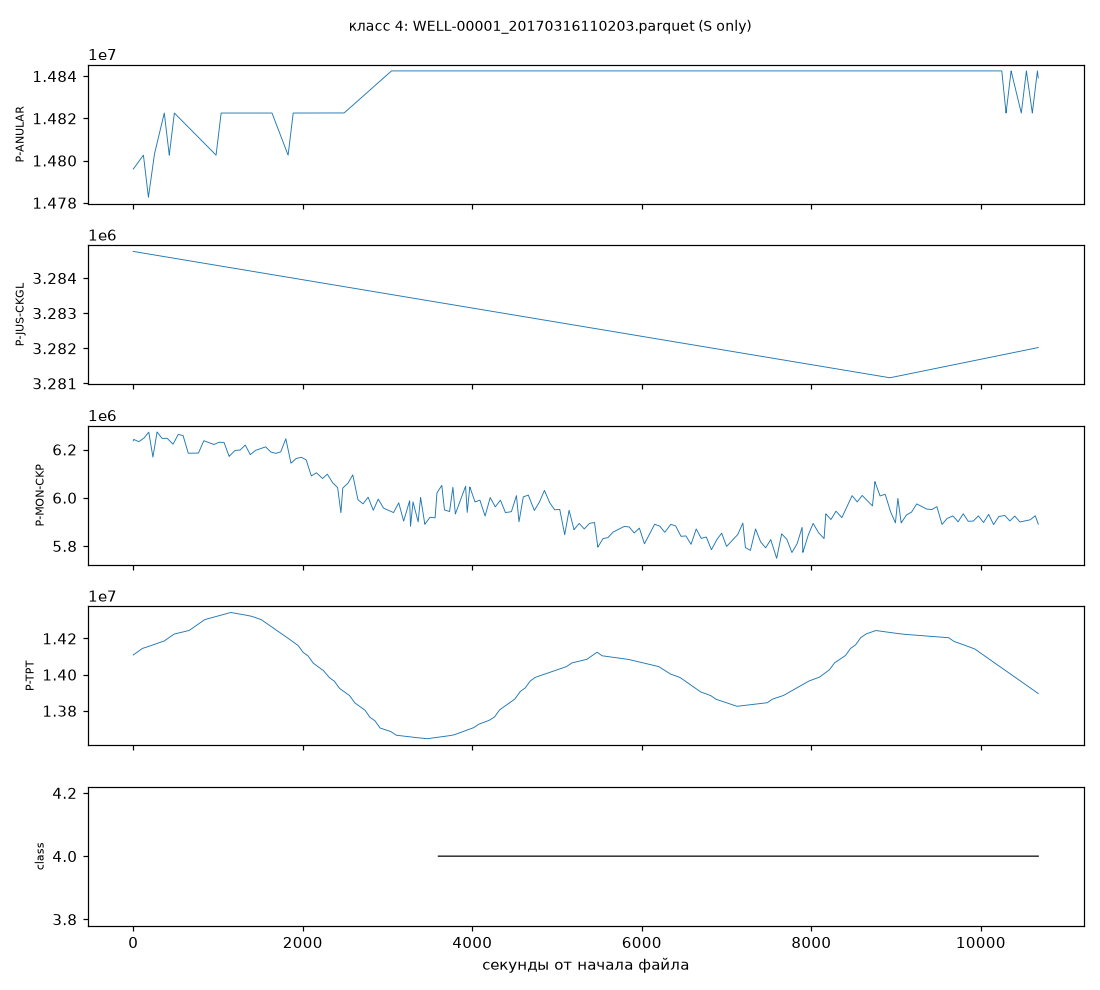 класс 4: WELL-00001_20170316110203.parquet (S only)
1e7
1.484
1.482
1.480
1.478
P-ANULAR
1e6
3.284
3.283
3.282
3.281
P-JUS-CKGL
1e6
6.2
6.0
5.8
P-MON-CKP
1e7
1.42
1.40
1.38
P-TPT
4.2
4.0
3.8
class
0 2000 4000 6000 8000 10000
секунды от начала файла